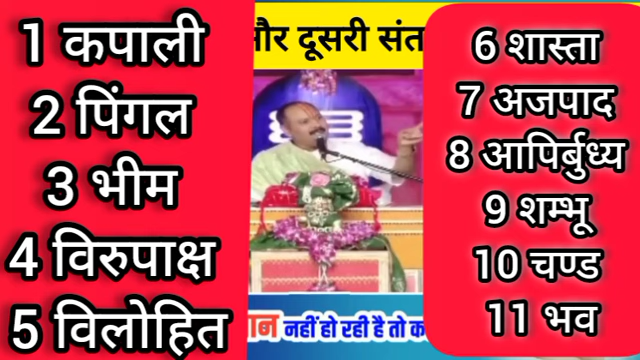 1 कपाली
2 पिंगल
3 भीम
4 विरुपाक्ष
5 विलोहित
और दूसरी संत
नहीं हो रही है तो
6 शास्ता
7 अजपाद
8 आपिर्बुध्य
9 शम्भू
10 चण्ड
11 भव